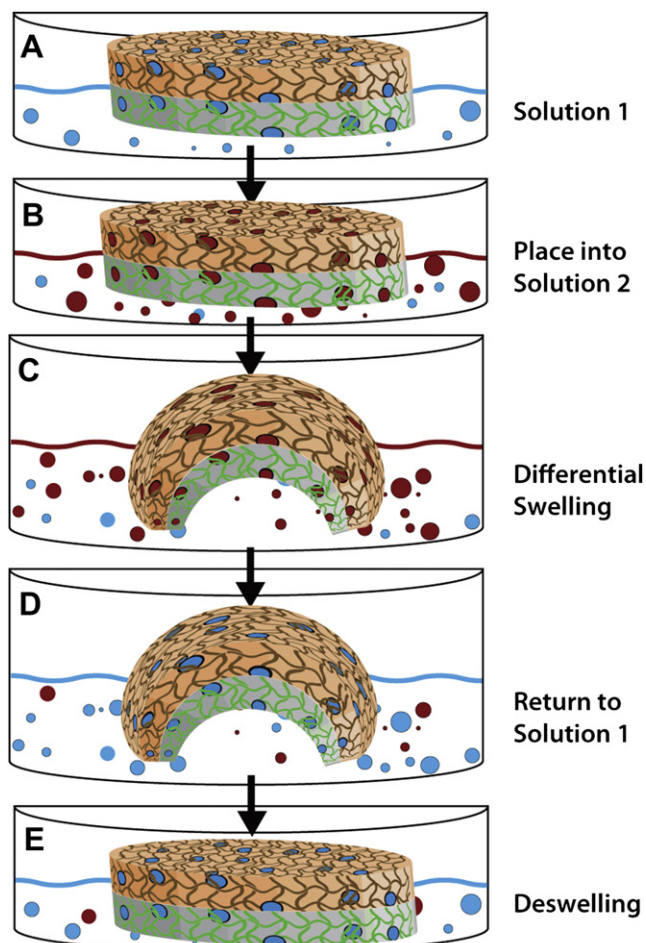 A
Solution 1
B
Place into
Solution 2
C
Differential
Swelling
D
Return to
Solution 1
E
Deswelling